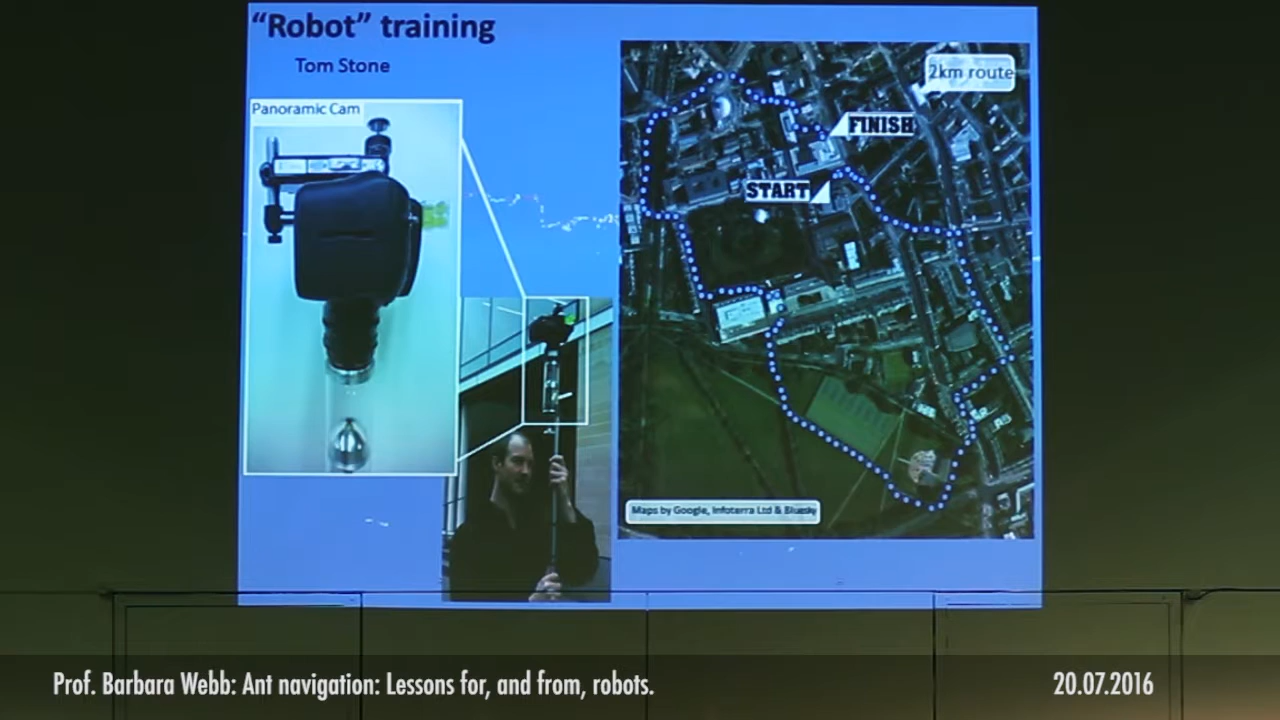 “Robot” training
Tom Stone
Panoramic Cam
2km route
FINISH
START
Maps by Google, Infoterra Ltd & Bluesky
Prof. Barbara Webb: Ant navigation: Lessons for, and from, robots.
20.07.2016